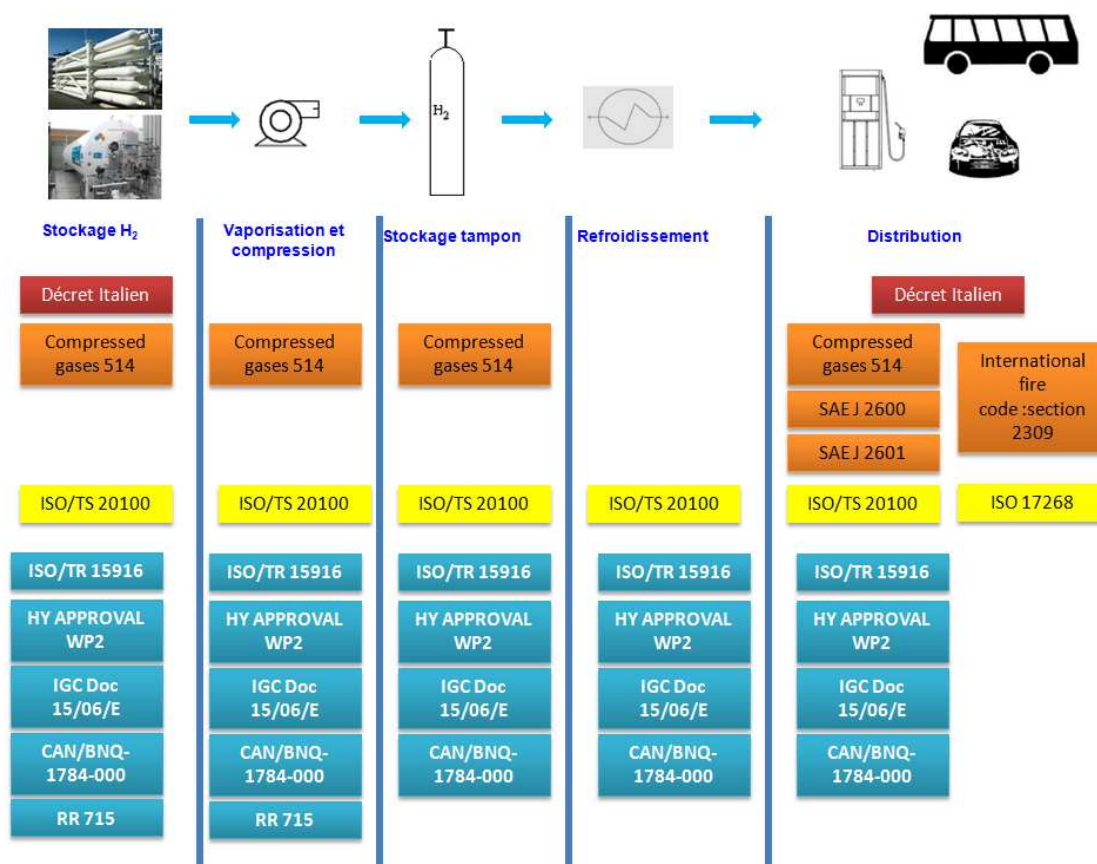 H2
Stockage H2
Vaporisation et
compression
Stockage tampon
Refroidissement
Distribution
Décret Italien
Décret Italien
Compressed
gases 514
Compressed
gases 514
Compressed
gases 514
Compressed
gases 514
International
fire
code :section
2309
SAE J 2600
SAE J 2601
ISO/TS 20100
ISO/TS 20100
ISO/TS 20100
ISO/TS 20100
ISO/TS 20100
ISO 17268
ISO/TR 15916
ISO/TR 15916
ISO/TR 15916
ISO/TR 15916
ISO/TR 15916
HY APPROVAL
WP2
HY APPROVAL
WP2
HY APPROVAL
WP2
HY APPROVAL
WP2
HY APPROVAL
WP2
IGC Doc
15/06/E
IGC Doc
15/06/E
IGC Doc
15/06/E
IGC Doc
15/06/E
IGC Doc
15/06/E
CAN/BNQ-
1784-000
CAN/BNQ-
1784-000
CAN/BNQ-
1784-000
CAN/BNQ-
1784-000
CAN/BNQ-
1784-000
RR 715
RR 715